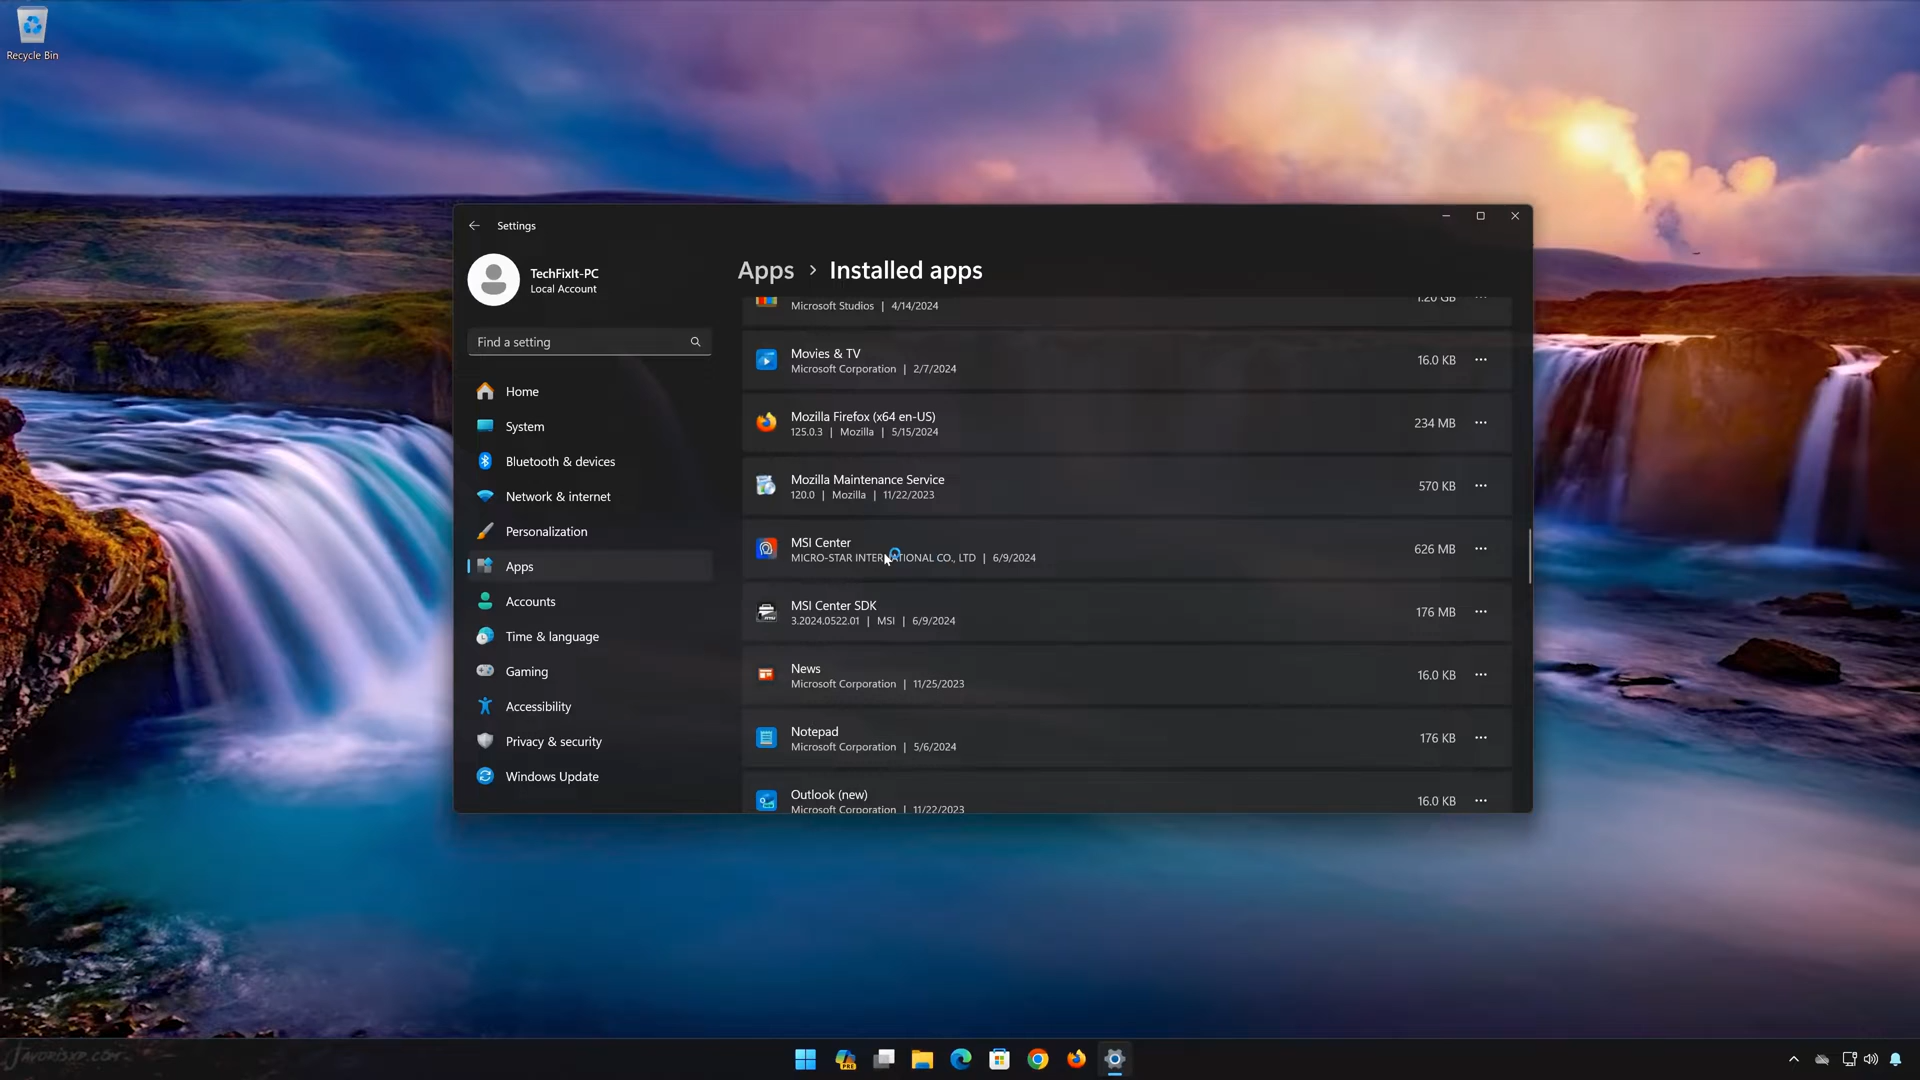 Recycle Bin
Settings
TechFixIt-PC
Local Account
Find a setting
Home
System
Bluetooth & devices
Network & internet
Personalization
Apps
Accounts
Time & language
Gaming
Accessibility
Privacy & security
Windows Update
Apps > Installed apps
Microsoft Studios | 4/14/2024
1.20 GB
Movies & TV
Microsoft Corporation | 2/7/2024
16.0 KB
Mozilla Firefox (x64 en-US)
125.0.3 | Mozilla | 5/15/2024
234 MB
Mozilla Maintenance Service
120.0 | Mozilla | 11/22/2023
570 KB
MSI Center
MICRO-STAR INTERNATIONAL CO., LTD | 6/9/2024
626 MB
MSI Center SDK
3.2024.0522.01 | MSI | 6/9/2024
176 MB
News
Microsoft Corporation | 11/25/2023
16.0 KB
Notepad
Microsoft Corporation | 5/6/2024
176 KB
Outlook (new)
Microsoft Corporation | 11/22/2023
16.0 KB
JAVORISXP.COM
PRE